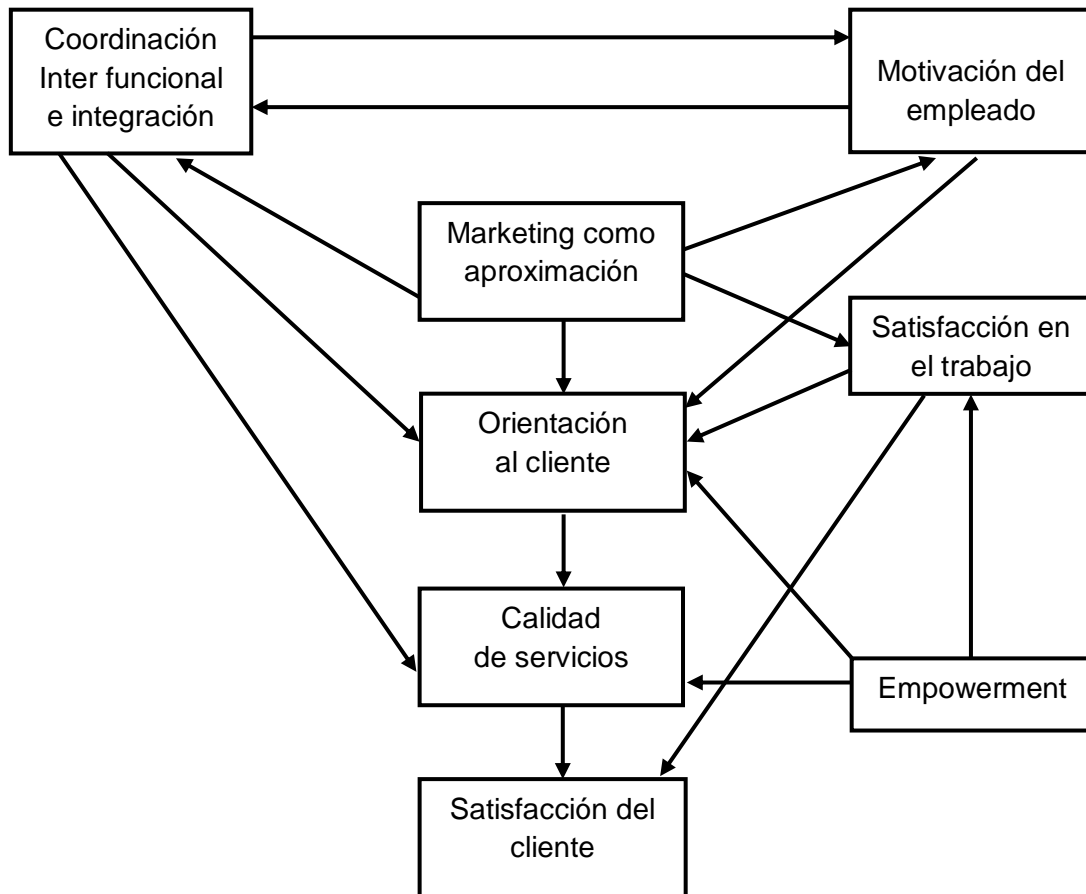 Coordinación
Inter funcional
e integración
Motivación del
empleado
Marketing como
aproximación
Satisfacción en
el trabajo
Orientación
al cliente
Calidad
de servicios
Empowerment
Satisfacción del
cliente